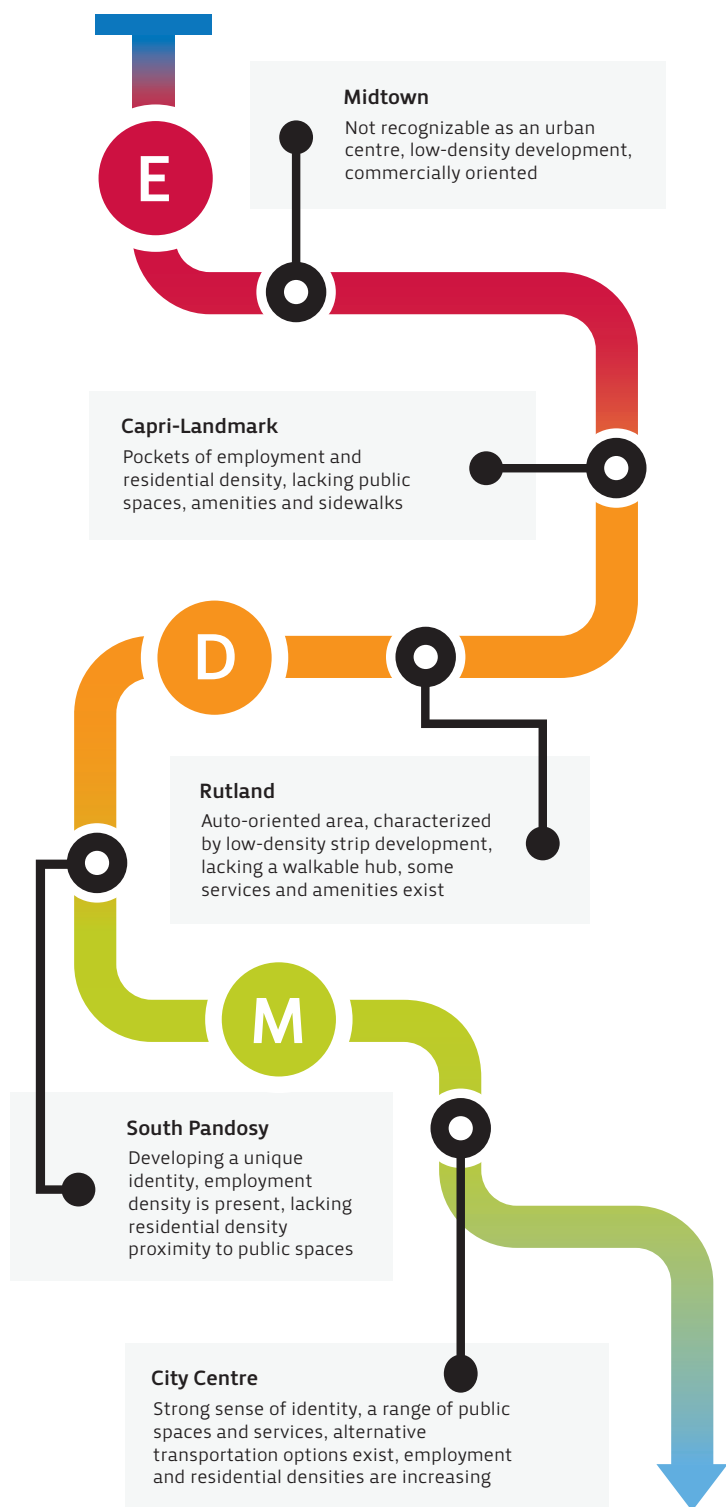 E
Midtown
Not recognizable as an urban
centre, low-density development,
commercially oriented
Capri-Landmark
Pockets of employment and
residential density, lacking public
spaces, amenities and sidewalks
D
Rutland
Auto-oriented area, characterized
by low-density strip development,
lacking a walkable hub, some
services and amenities exist
M
South Pandosy
Developing a unique
identity, employment
density is present, lacking
residential density
proximity to public spaces
City Centre
Strong sense of identity, a range of public
spaces and services, alternative
transportation options exist, employment
and residential densities are increasing